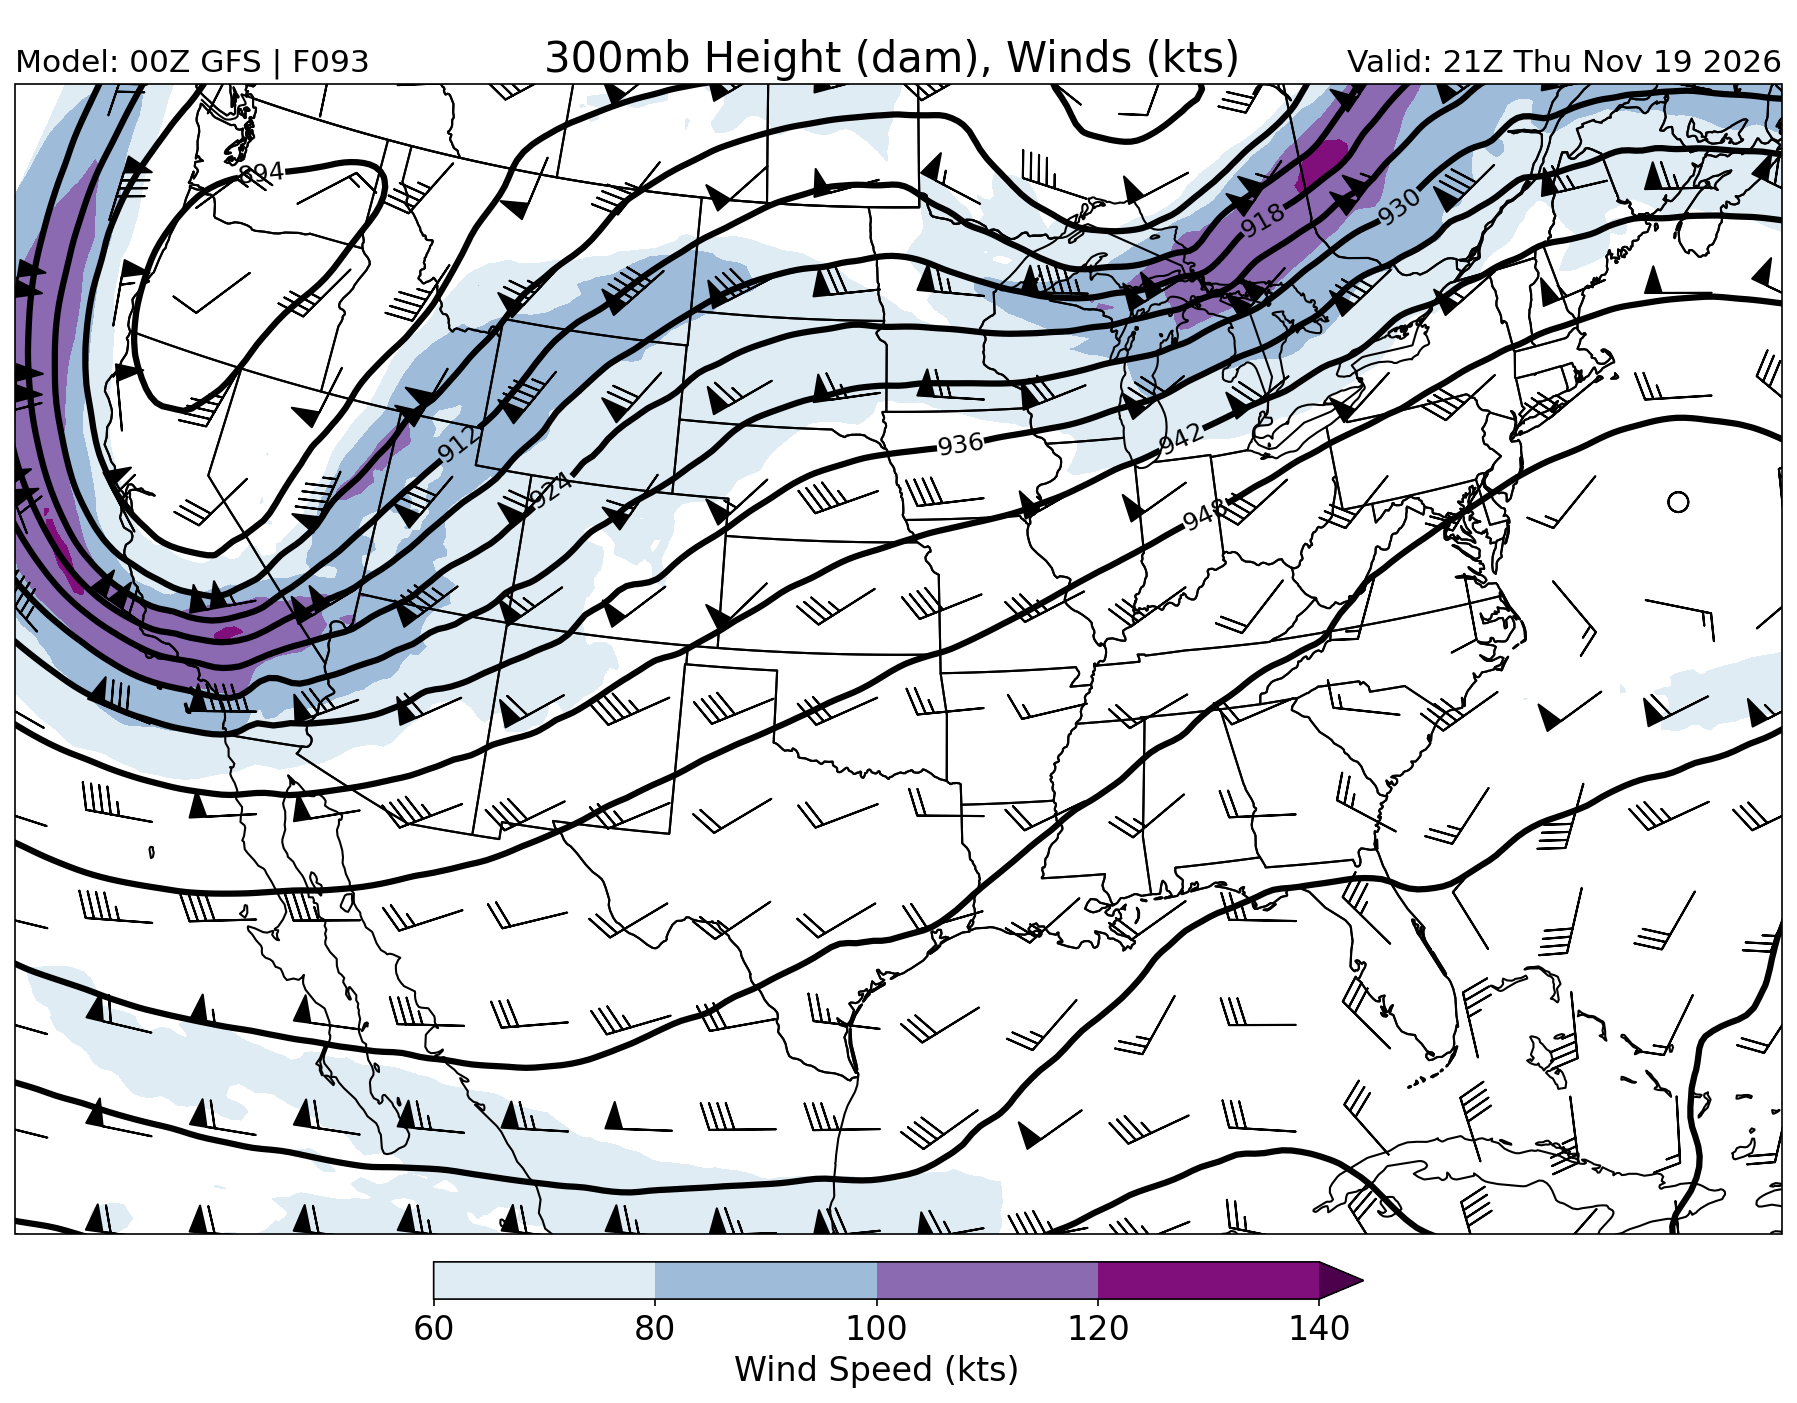 Model: 00Z GFS | F093
300mb Height (dam), Winds (kts)
Valid: 21Z Thu Nov 19 2026
894
918
930
912
936
942
924
948
60 80 100 120 140
Wind Speed (kts)